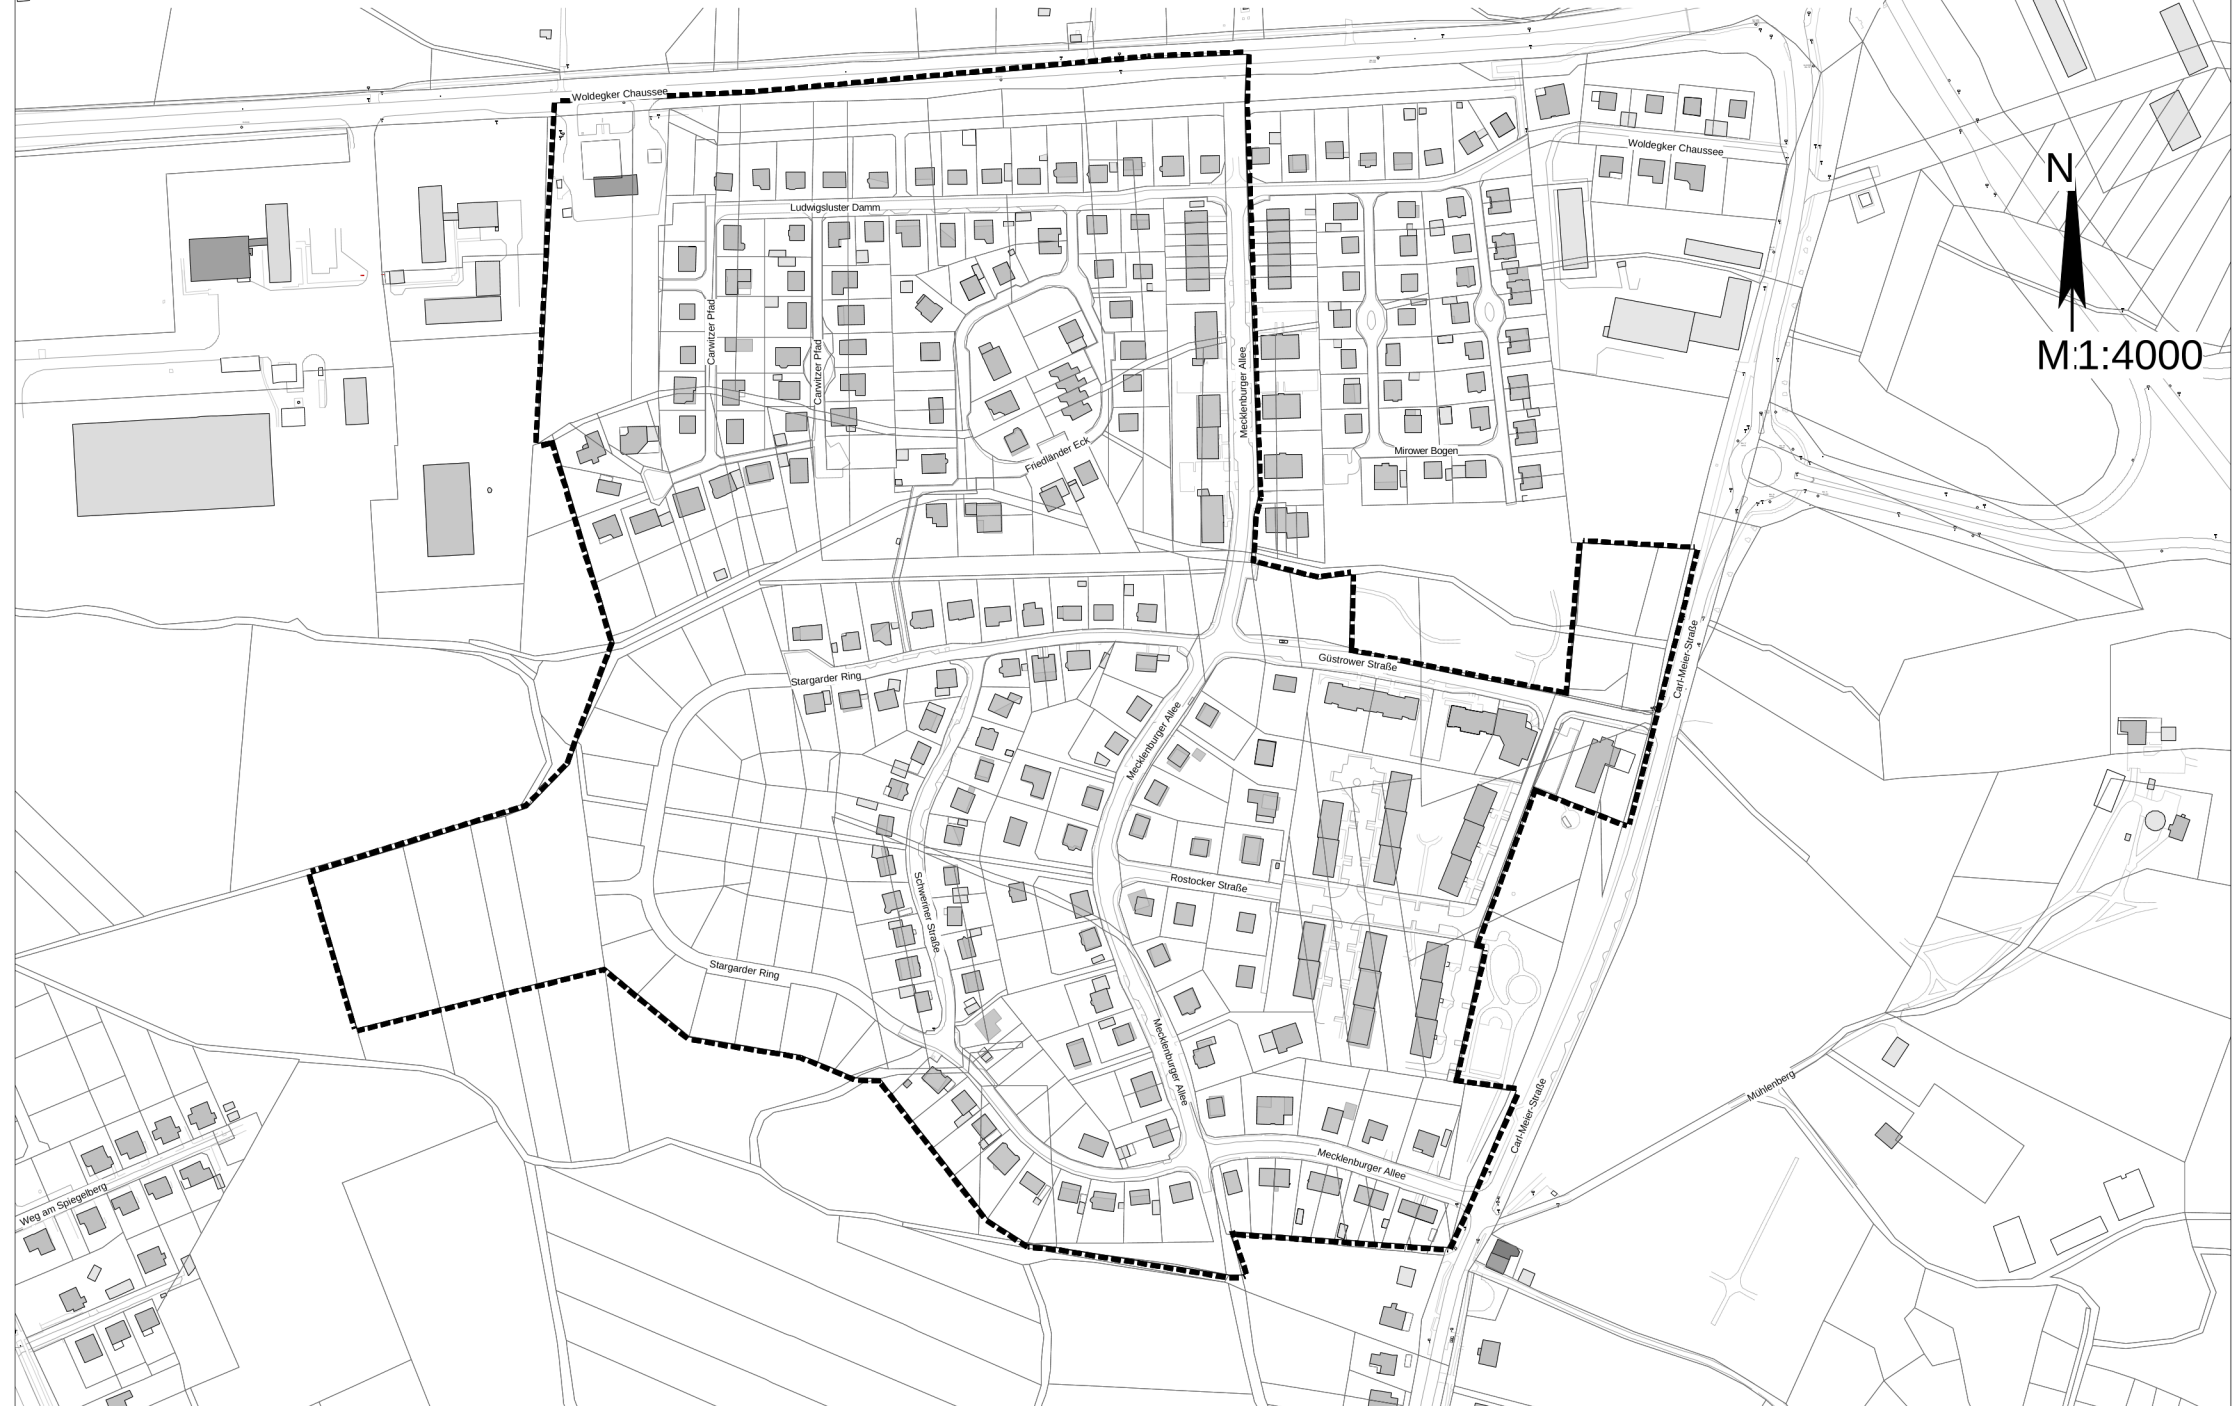 Woldegker Chaussee
Woldegker Chaussee
N
Ludwigsluster Damm
Carwitzer Pfad
Carwitzer Pfad
Mecklenburger Allee
M.:1:4000
Friedländer Eck
Mirower Bogen
Güstrower Straße
Carl-Meier-Straße
Stargarder Ring
Mecklenburger Allee
Rostocker Straße
Schweriner Straße
Stargarder Ring
Mecklenburger Allee
Mühlenberg
Carl-Meier-Straße
Mecklenburger Allee
Weg am Spiegelberg